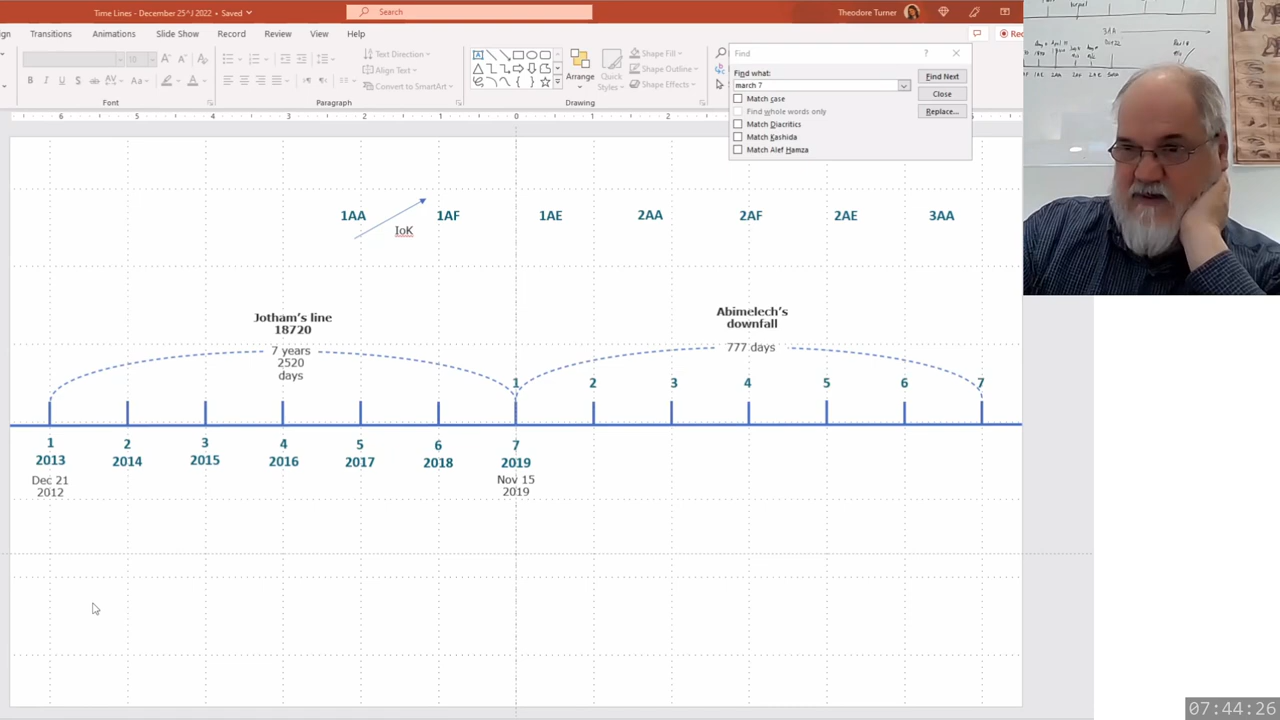 Time Lines - December 25^J 2022 • Saved
Search
Theodore Turner
Transitions
Animations
Slide Show
Record
Review
View
Help
Rec
Text Direction
Align Text
Convert to SmartArt
Font
Paragraph
Arrange
Quick Styles
Shape Fill
Shape Outline
Shape Effects
Drawing
Find
Find what:
march 7
Match case
Find whole words only
Match Diacritics
Match Kashida
Match Alef Hamza
Find Next
Close
Replace...
1AA 1AF 1AE 2AA 2AF 2AE 3AA
IoK
Jotham's line
18720
7 years
2520
days
Abimelech's
downfall
777 days
1 2 3 4 5 6 7
1 2 3 4 5 6 7
2013 2014 2015 2016 2017 2018 2019
Dec 21
2012
Nov 15
2019
07:44:26